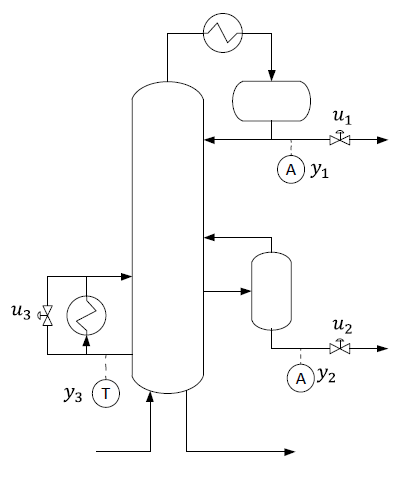 u₁
A y₁
u₃
u₂
A y₂
y₃ T